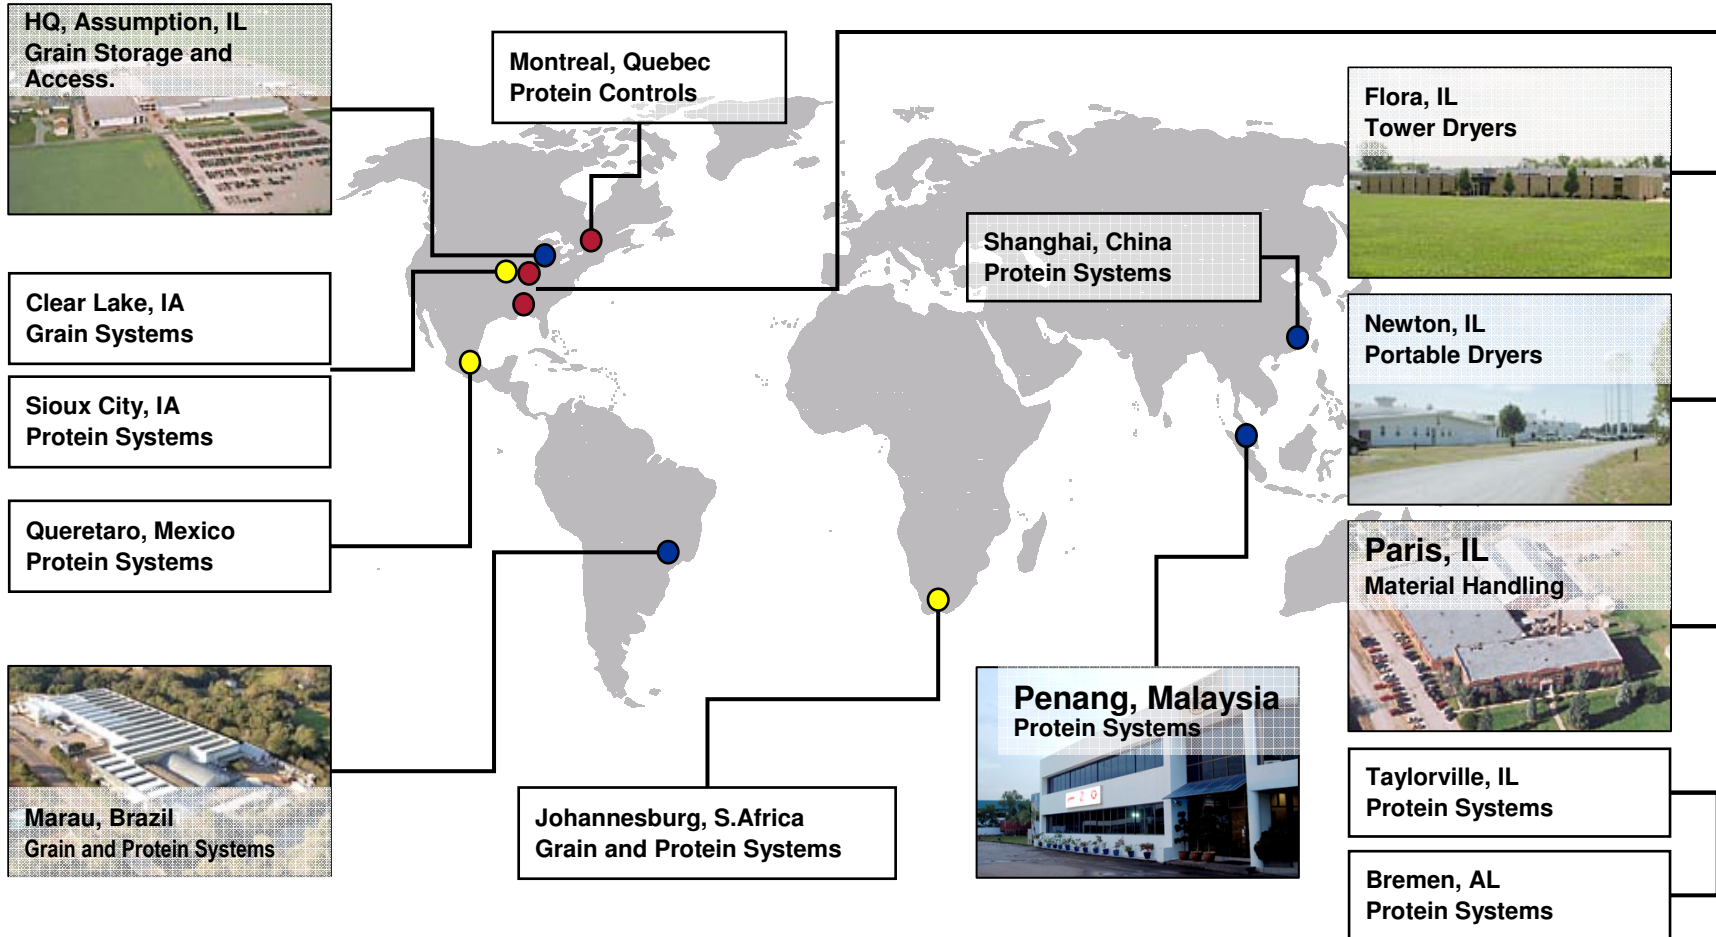 HQ, Assumption, IL
Grain Storage and
Access.
Montreal, Quebec
Protein Controls
Flora, IL
Tower Dryers
Shanghai, China
Protein Systems
Clear Lake, IA
Grain Systems
Newton, IL
Portable Dryers
Sioux City, IA
Protein Systems
Queretaro, Mexico
Protein Systems
Paris, IL
Material Handling
Penang, Malaysia
Protein Systems
Marau, Brazil
Grain and Protein Systems
Johannesburg, S.Africa
Grain and Protein Systems
Taylorville, IL
Protein Systems
Bremen, AL
Protein Systems